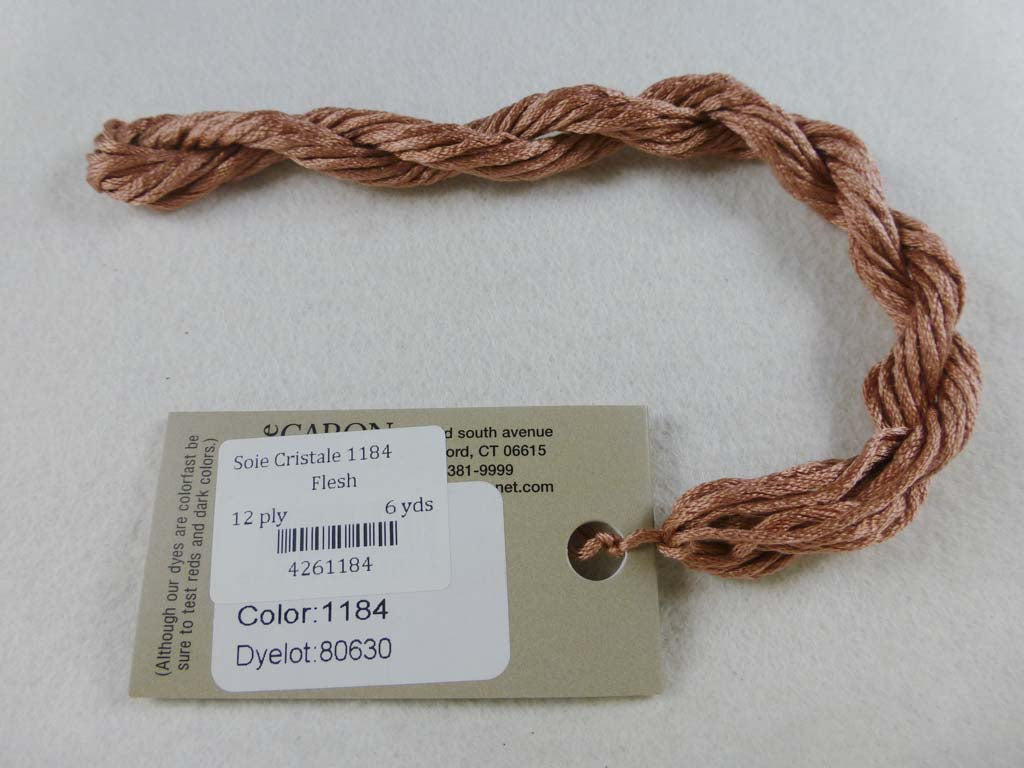 CARON
d south avenue
ord, CT 06615
381-9999
net.com
(Although our dyes are colorfast be
sure to test reds and dark colors.)
Soie Cristale 1184
Flesh
12 ply 6 yds
4261184
Color:1184
Dyelot:80630